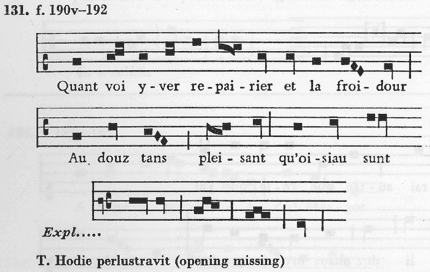 131. f. 190v–192
Quant voi y-ver re-pai-rier et la froi-dour
Au douz tans plei-sant qu'oi-siau sunt
Expl.....
T. Hodie perlustravit (opening missing)